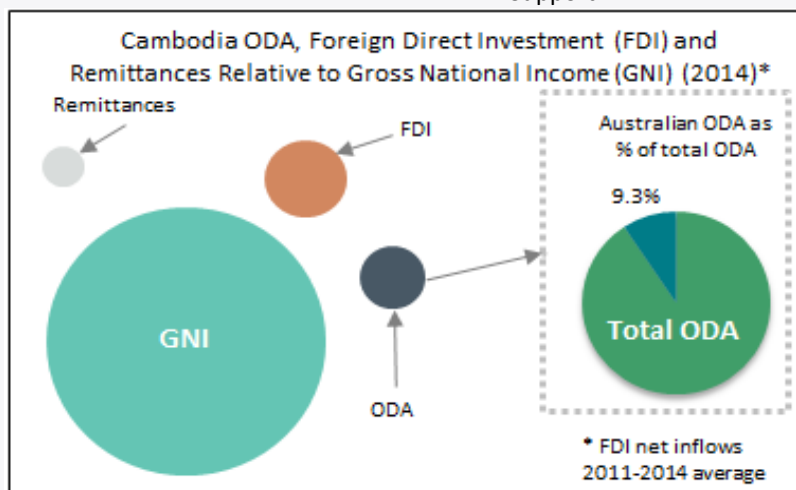 Cambodia ODA, Foreign Direct Investment (FDI) and
Remittances Relative to Gross National Income (GNI) (2014)*
Remittances
FDI
Australian ODA as
% of total ODA
9.3%
GNI
Total ODA
ODA
* FDI net inflows
2011-2014 average